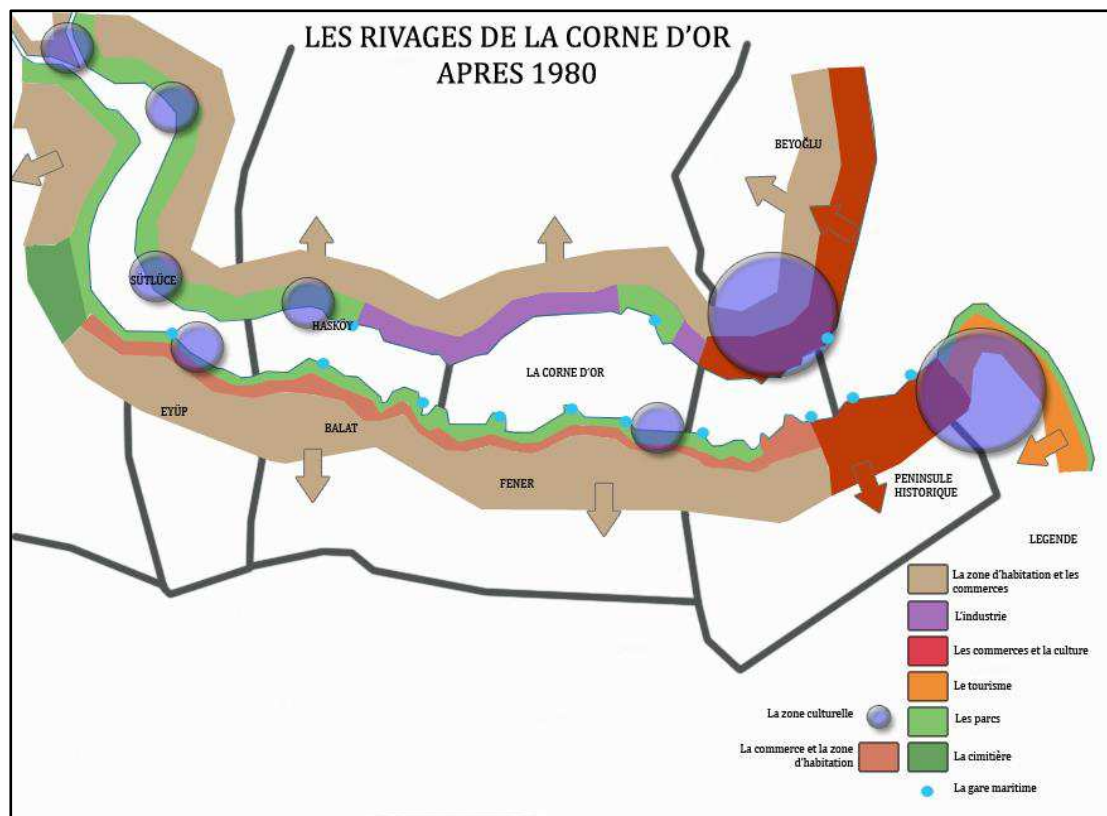 LES RIVAGES DE LA CORNE D'OR
APRES 1980
BEYOĞLU
SÜTLÜCE
HASKÖY
LA CORNE D'OR
EYÜP
BALAT
FENER
PENINSULE
HISTORIQUE
LEGENDE
La zone d'habitation et les
commerces
L'industrie
Les commerces et la culture
Le tourisme
La zone culturelle
Les parcs
La commerce et la zone
d'habitation
La cimitière
La gare maritime